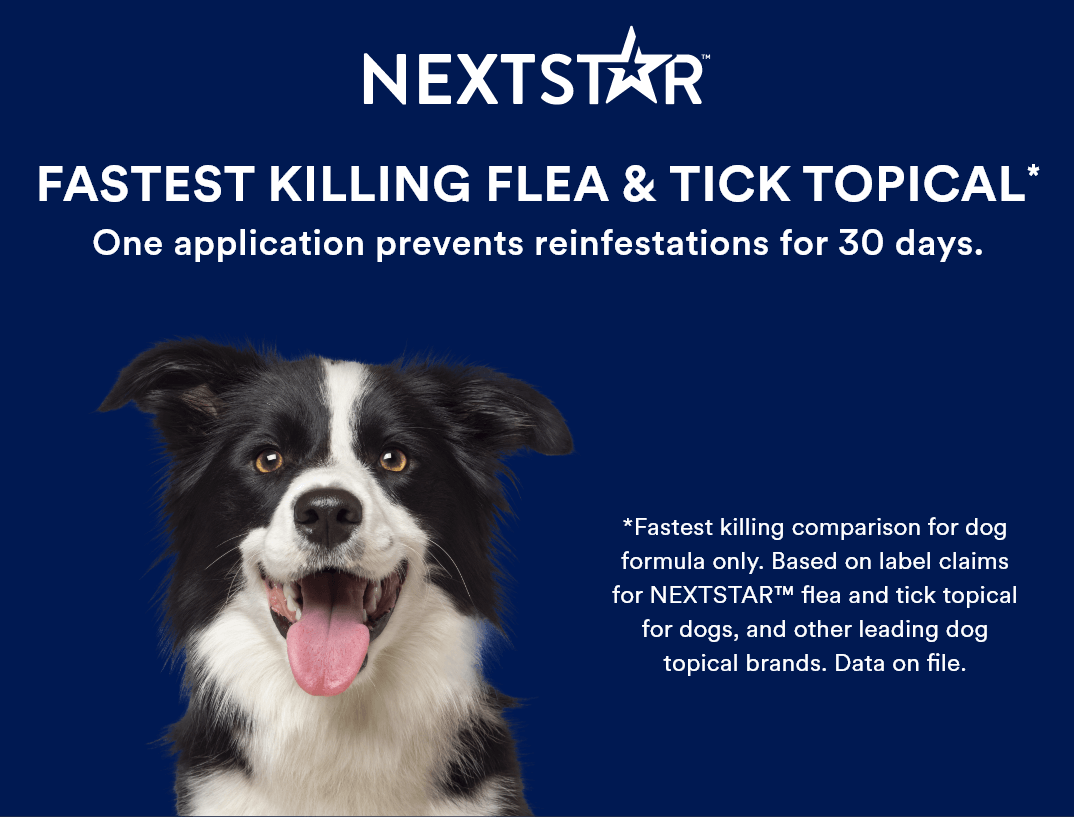 NEXTSTAR™
FASTEST KILLING FLEA & TICK TOPICAL*
One application prevents reinfestations for 30 days.
*Fastest killing comparison for dog
formula only. Based on label claims
for NEXTSTAR™ flea and tick topical
for dogs, and other leading dog
topical brands. Data on file.